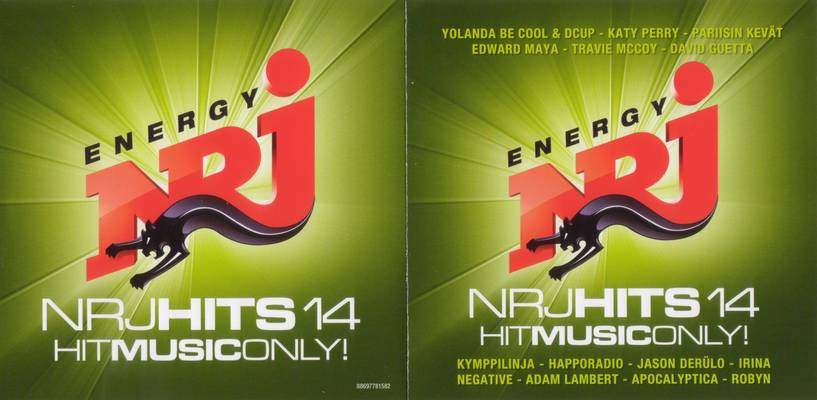 ENERGY
NRJ
NRJHITS 14
HITMUSICONLY!
88697781582
YOLANDA BE COOL & DCUP - KATY PERRY - PARIISIN KEVÄT
EDWARD MAYA - TRAVIE MCCOY - DAVID GUETTA
ENERGY
NRJ
NRJHITS 14
HITMUSICONLY!
KYMPPILINJA - HAPPORADIO - JASON DERÜLO - IRINA
NEGATIVE - ADAM LAMBERT - APOCALYPTICA - ROBYN